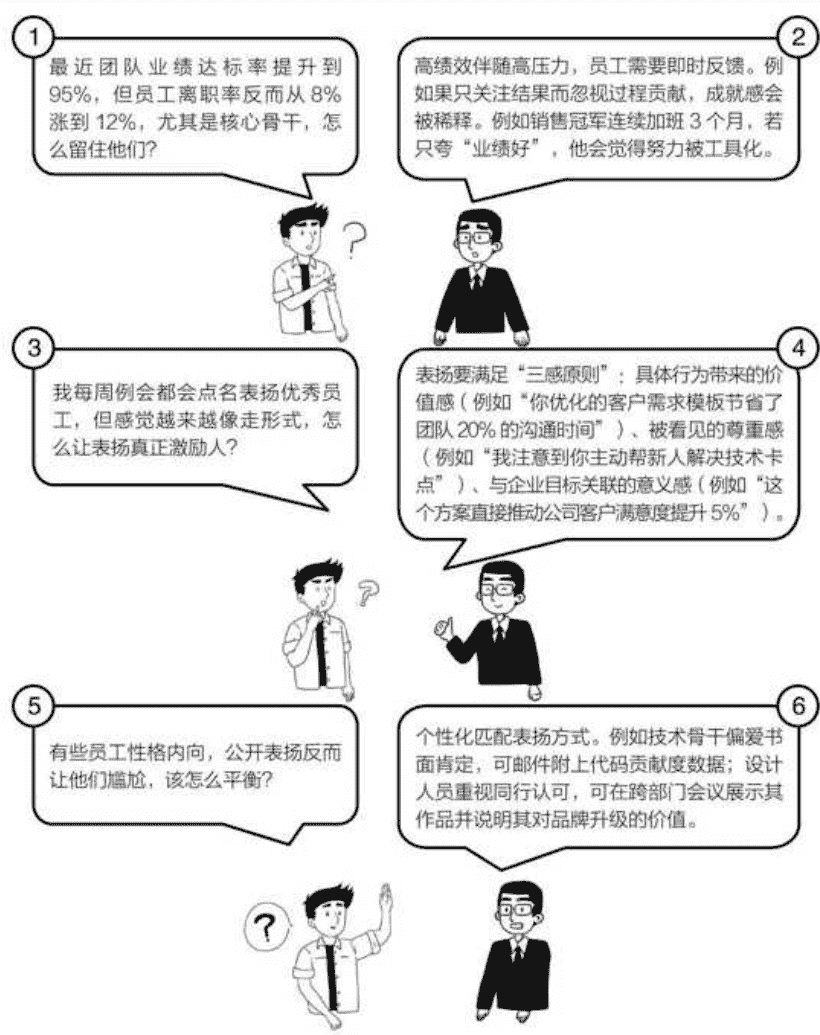 1
最近团队业绩达标率提升到
95%，但员工离职率反而从8%
涨到12%，尤其是核心骨干，怎
么留住他们？
2
高绩效伴随高压力，员工需要即时反馈。例
如果只关注结果而忽视过程贡献，成就感会
被稀释。例如销售冠军连续加班3个月，若
只夸“业绩好”，他会觉得努力被工具化。
?
3
我每周例会都会点名表扬优秀员
工，但感觉越来越像走形式，怎
么让表扬真正激励人？
4
表扬要满足“三感原则”：具体行为带来的价
值感（例如“你优化的客户需求模板节省了
团队20%的沟通时间”）、被看见的尊重感
（例如“我注意到你主动帮新人解决技术卡
点”）、与企业目标关联的意义感（例如“这
个方案直接推动公司客户满意度提升5%”）。
?
5
有些员工性格内向，公开表扬反而
让他们尴尬，该怎么平衡？
6
个性化匹配表扬方式。例如技术骨干偏爱书
面肯定，可邮件附上代码贡献度数据；设计
人员重视同行认可，可在跨部门会议展示其
作品并说明其对品牌升级的价值。
?